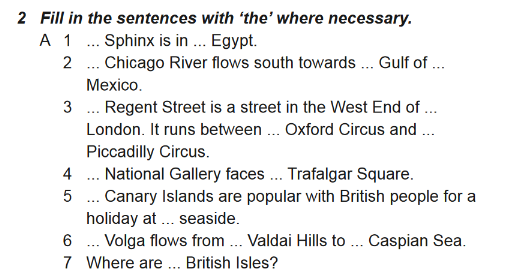 2 Fill in the sentences with ‘the’ where necessary.
A 1 ... Sphinx is in ... Egypt.
2 ... Chicago River flows south towards ... Gulf of ...
Mexico.
3 ... Regent Street is a street in the West End of ...
London. It runs between ... Oxford Circus and ...
Piccadilly Circus.
4 ... National Gallery faces ... Trafalgar Square.
5 ... Canary Islands are popular with British people for a
holiday at ... seaside.
6 ... Volga flows from ... Valdai Hills to ... Caspian Sea.
7 Where are ... British Isles?